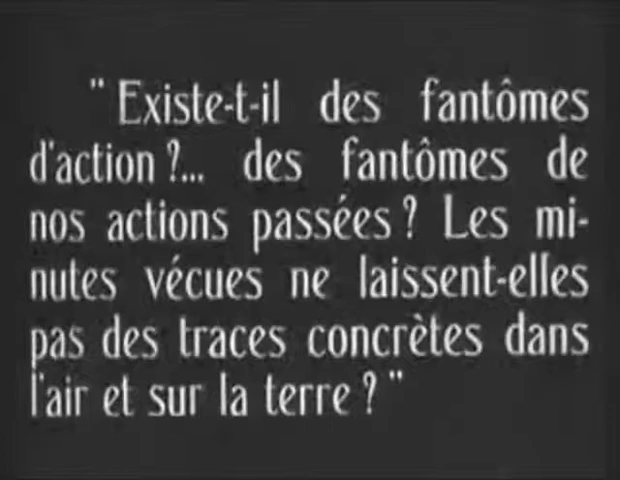 " Existe-t-il des fantômes
d'action ?... des fantômes de
nos actions passées ? Les mi-
nutes vécues ne laissent-elles
pas des traces concrètes dans
l'air et sur la terre ? "